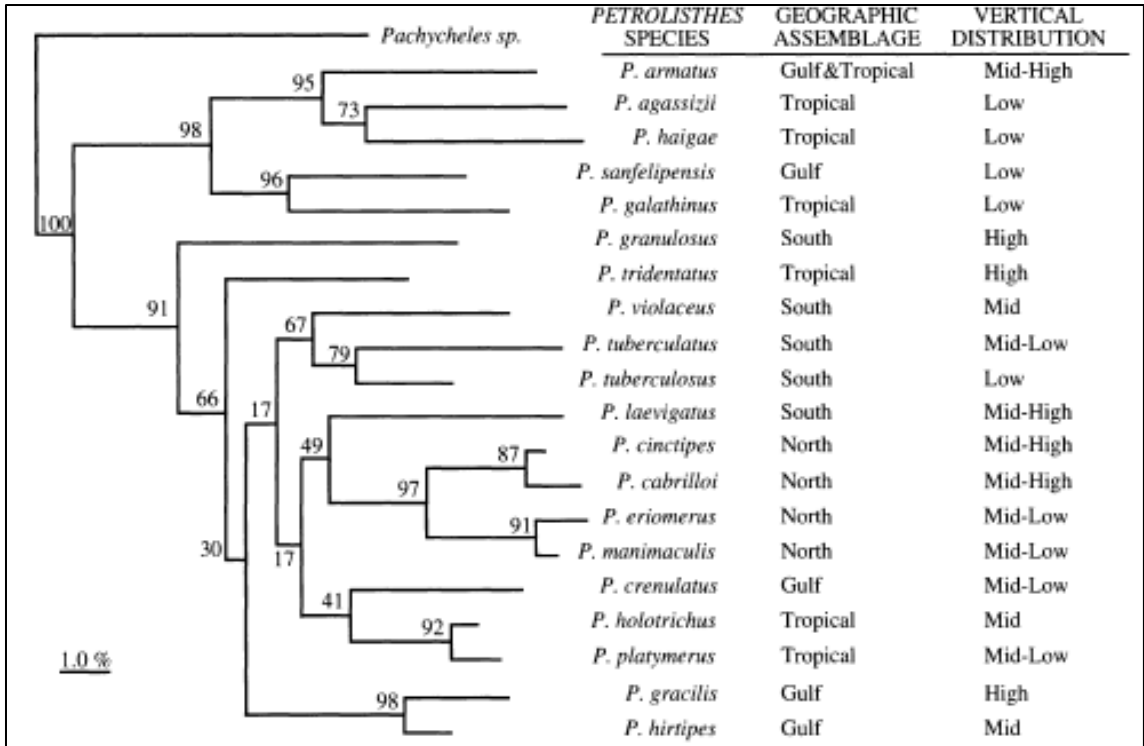 PETROLISTHES GEOGRAPHIC VERTICAL
SPECIES ASSEMBLAGE DISTRIBUTION
Pachycheles sp.
P. armatus Gulf&Tropical Mid-High
95
P. agassizii Tropical Low
73
98
P. haigae Tropical Low
P. sanfelipensis Gulf Low
96
P. galathinus Tropical Low
100
P. granulosus South High
P. tridentatus Tropical High
91
P. violaceus South Mid
67
P. tuberculatus South Mid-Low
79
P. tuberculosus South Low
66
17
P. laevigatus South Mid-High
49
P. cinctipes North Mid-High
87
P. cabrilloi North Mid-High
97
P. eriomerus North Mid-Low
91
30
17
P. manimaculis North Mid-Low
P. crenulatus Gulf Mid-Low
41
P. holotrichus Tropical Mid
92
1.0 %
P. platymerus Tropical Mid-Low
P. gracilis Gulf High
98
P. hirtipes Gulf Mid